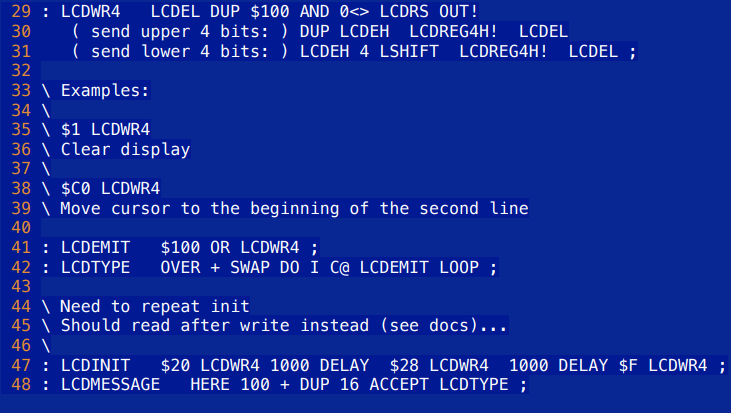 29 : LCDWR4   LCDEL DUP $100 AND 0<> LCDRS OUT!
30    ( send upper 4 bits: ) DUP LCDEH  LCDREG4H!  LCDEL
31    ( send lower 4 bits: ) LCDEH 4 LSHIFT  LCDREG4H!  LCDEL ;
32
33 \ Examples:
34 \
35 \ $1 LCDWR4
36 \ Clear display
37 \
38 \ $C0 LCDWR4
39 \ Move cursor to the beginning of the second line
40
41 : LCDEMIT   $100 OR LCDWR4 ;
42 : LCDTYPE   OVER + SWAP DO I C@ LCDEMIT LOOP ;
43
44 \ Need to repeat init
45 \ Should read after write instead (see docs)...
46 \
47 : LCDINIT   $20 LCDWR4 1000 DELAY  $28 LCDWR4  1000 DELAY $F LCDWR4 ;
48 : LCDMESSAGE   HERE 100 + DUP 16 ACCEPT LCDTYPE ;